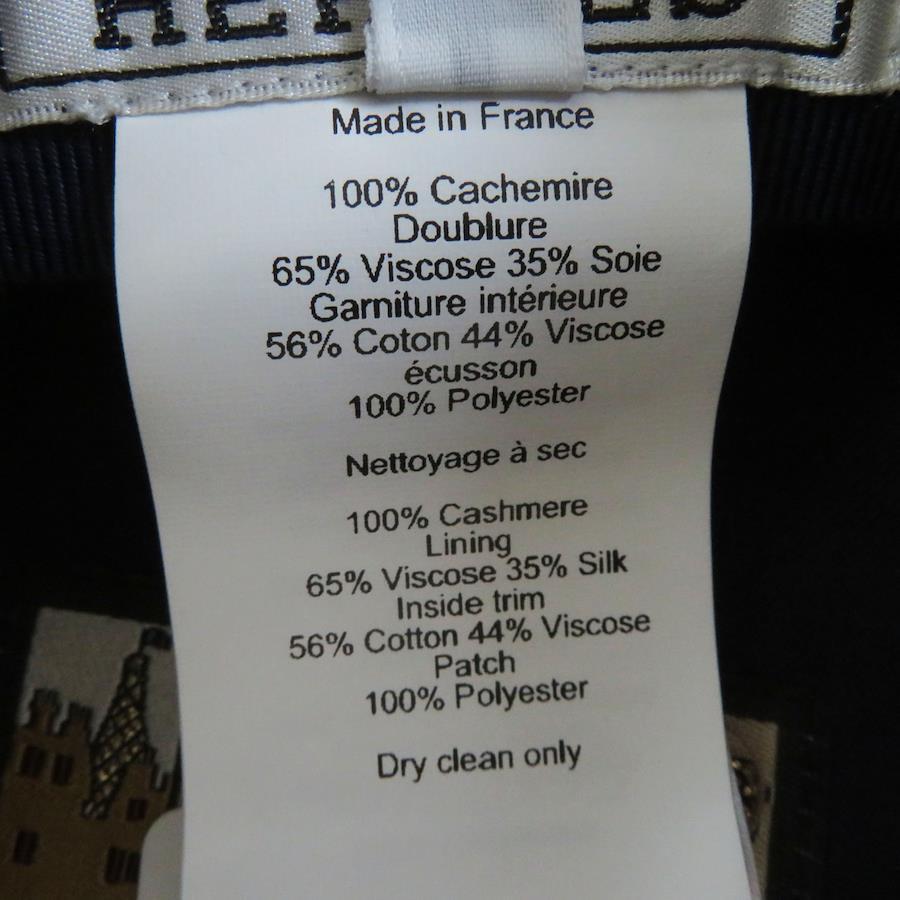 Made in France
100% Cachemire
Doublure
65% Viscose 35% Soie
Garniture intérieure
56% Coton 44% Viscose
écusson
100% Polyester
Nettoyage à sec
100% Cashmere
Lining
65% Viscose 35% Silk
Inside trim
56% Cotton 44% Viscose
Patch
100% Polyester
Dry clean only